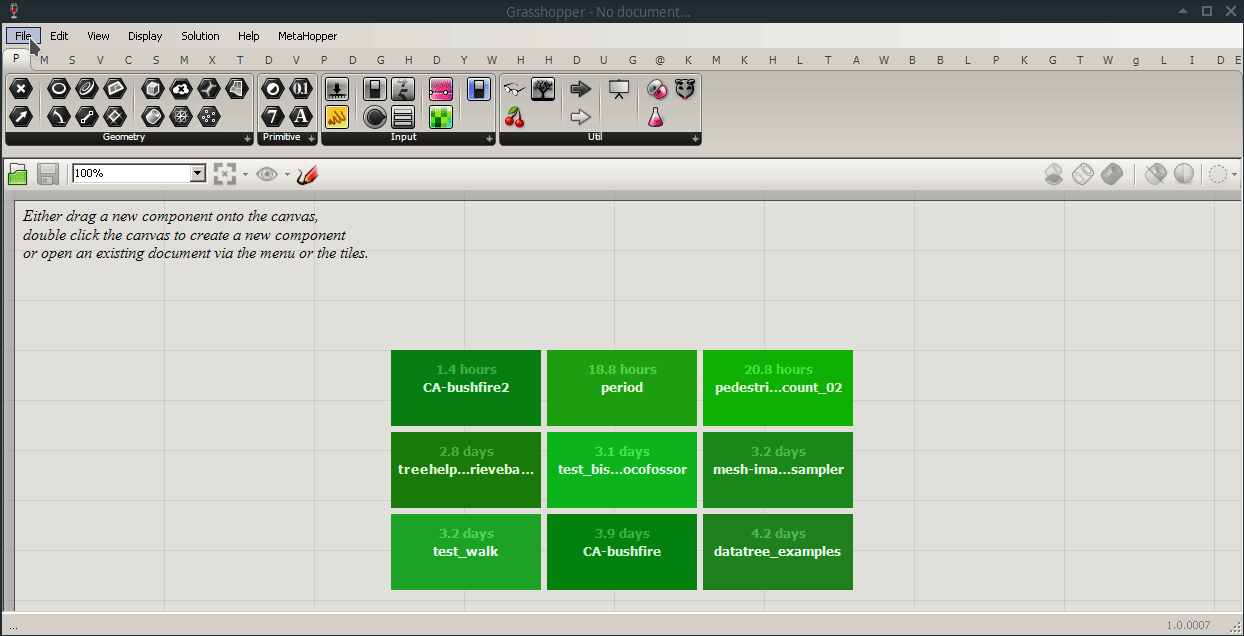 Grasshopper - No document...
File Edit View Display Solution Help MetaHopper
P M S V C S M X T D V P D G H D Y W H H D U G @ K M K H L T A W B B L P K G T W g L I D E
0.1
7 A
Geometry Primitive Input Util
100%
Either drag a new component onto the canvas,
double click the canvas to create a new component
or open an existing document via the menu or the tiles.
1.4 hours 18.8 hours 20.8 hours
CA-bushfire2 period pedestri...count_02
2.8 days 3.1 days 3.2 days
treehelp...rieveba... test_bis...ocofossor mesh-ima...sampler
3.2 days 3.9 days 4.2 days
test_walk CA-bushfire datatree_examples
... 1.0.0007